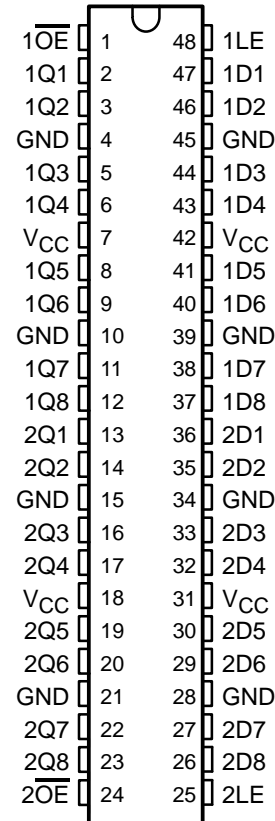 1O̅E̅ 1 48 1LE
1Q1 2 47 1D1
1Q2 3 46 1D2
GND 4 45 GND
1Q3 5 44 1D3
1Q4 6 43 1D4
VCC 7 42 VCC
1Q5 8 41 1D5
1Q6 9 40 1D6
GND 10 39 GND
1Q7 11 38 1D7
1Q8 12 37 1D8
2Q1 13 36 2D1
2Q2 14 35 2D2
GND 15 34 GND
2Q3 16 33 2D3
2Q4 17 32 2D4
VCC 18 31 VCC
2Q5 19 30 2D5
2Q6 20 29 2D6
GND 21 28 GND
2Q7 22 27 2D7
2Q8 23 26 2D8
2O̅E̅ 24 25 2LE